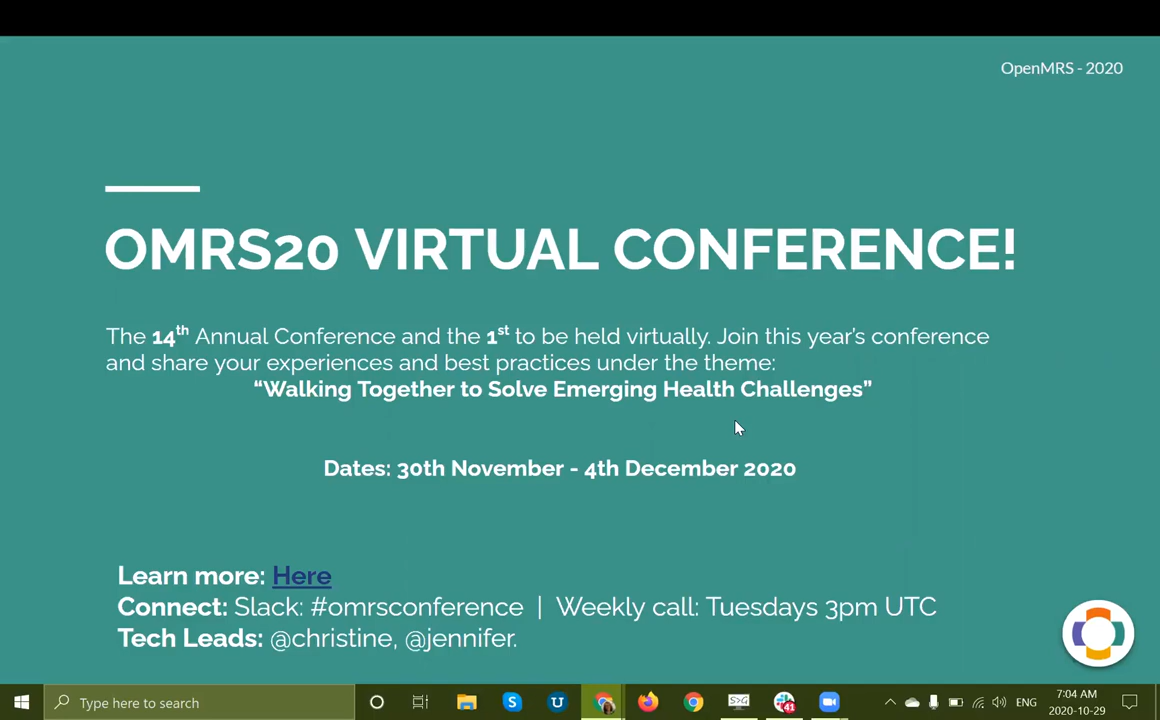 OpenMRS - 2020
OMRS20 VIRTUAL CONFERENCE!
The 14th Annual Conference and the 1st to be held virtually. Join this year's conference
and share your experiences and best practices under the theme:
“Walking Together to Solve Emerging Health Challenges”
Dates: 30th November - 4th December 2020
Learn more: Here
Connect: Slack: #omrsconference | Weekly call: Tuesdays 3pm UTC
Tech Leads: @christine, @jennifer.
Type here to search
41
ENG
7:04 AM
2020-10-29